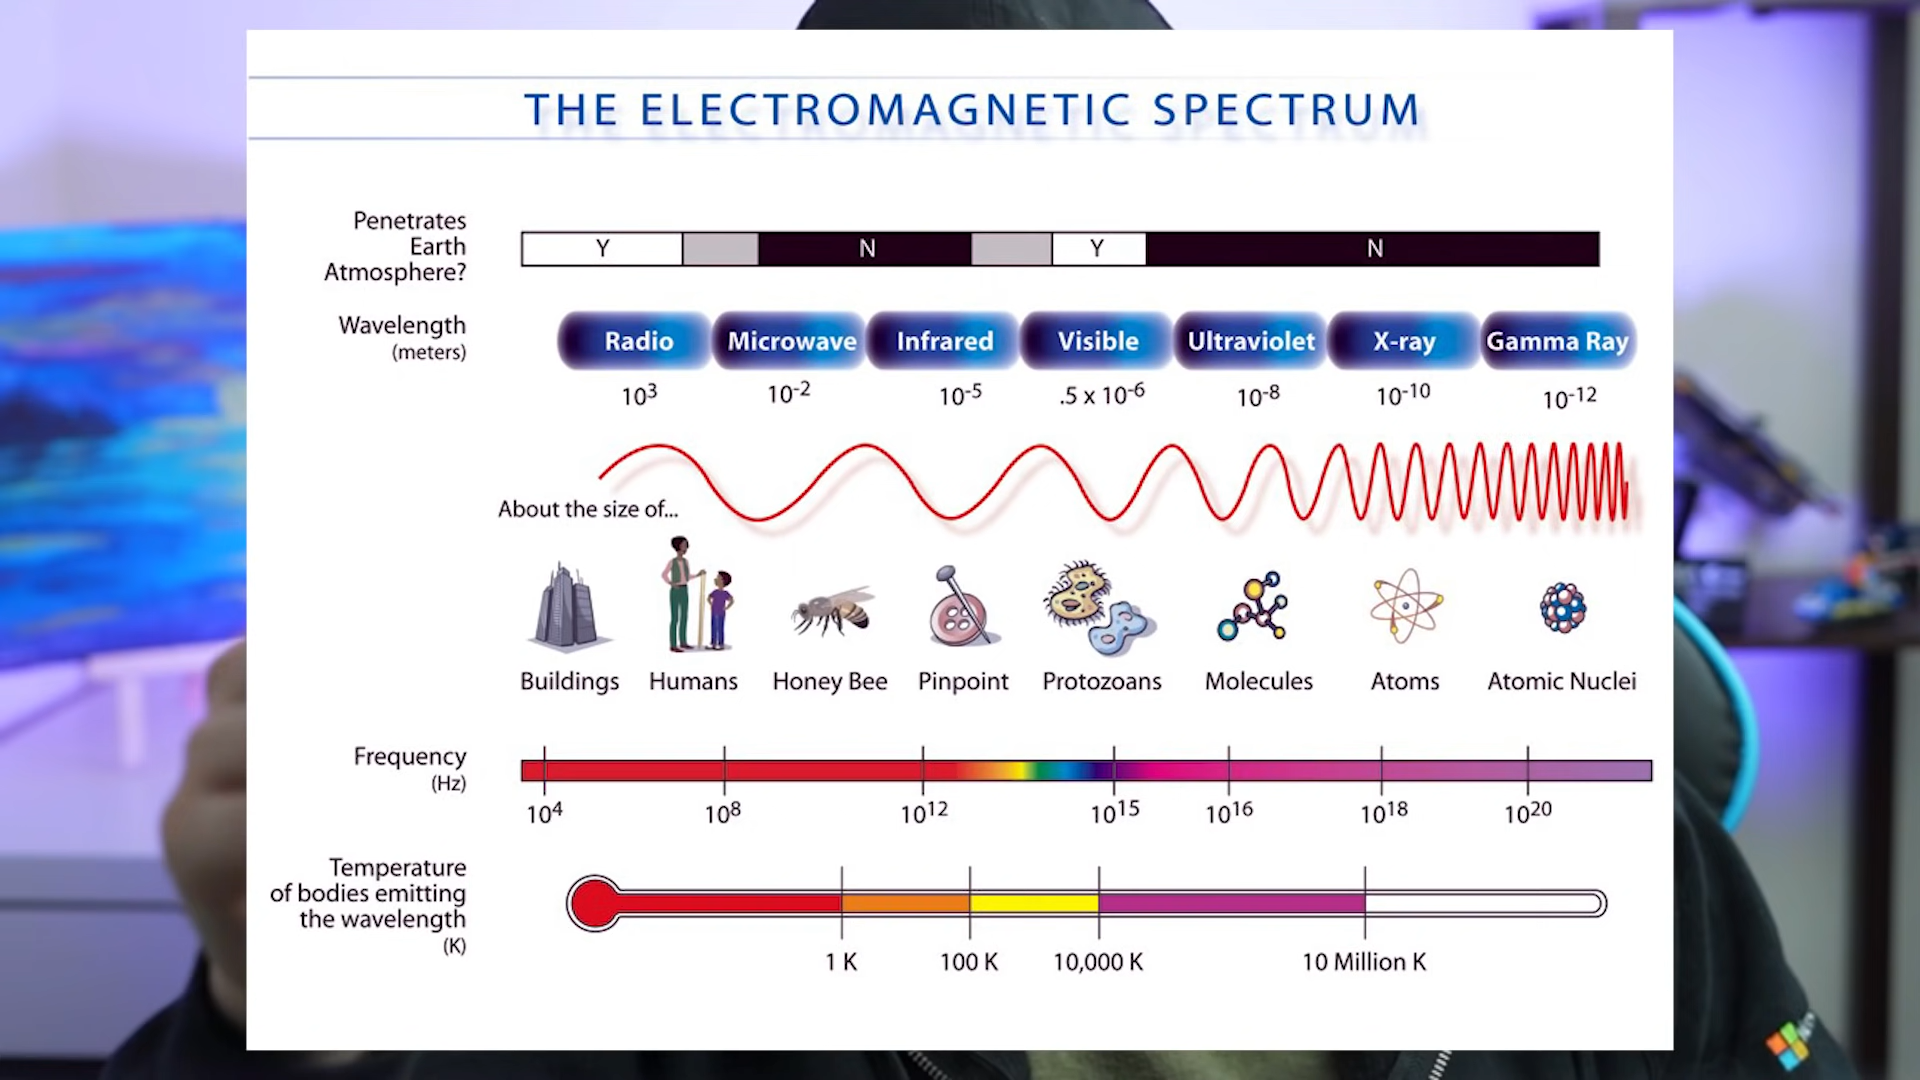 THE ELECTROMAGNETIC SPECTRUM
Penetrates
Earth
Atmosphere?
Y N Y N
Wavelength
(meters)
Radio Microwave Infrared Visible Ultraviolet X-ray Gamma Ray
10³ 10⁻² 10⁻⁵ .5 x 10⁻⁶ 10⁻⁸ 10⁻¹⁰ 10⁻¹²
About the size of...
Buildings Humans Honey Bee Pinpoint Protozoans Molecules Atoms Atomic Nuclei
Frequency
(Hz)
10⁴ 10⁸ 10¹² 10¹⁵ 10¹⁶ 10¹⁸ 10²⁰
Temperature
of bodies emitting
the wavelength
(K)
1 K 100 K 10,000 K 10 Million K